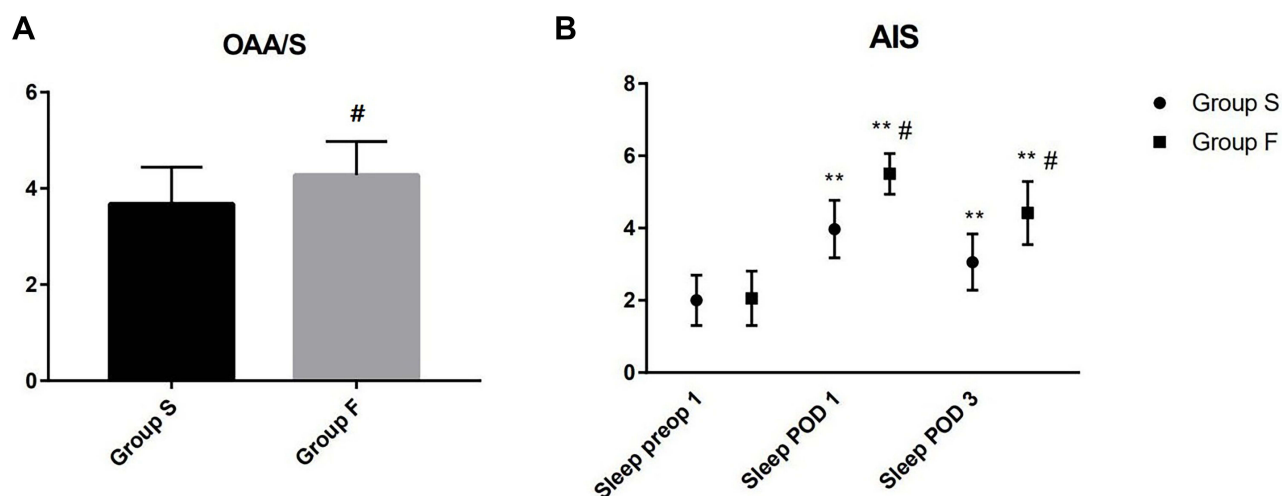 A
OAA/S
6
4
2
0
#
Group S
Group F
B
AIS
8
6
4
2
0
** #
**
** #
**
Sleep preop 1
Sleep POD 1
Sleep POD 3
Group S
Group F